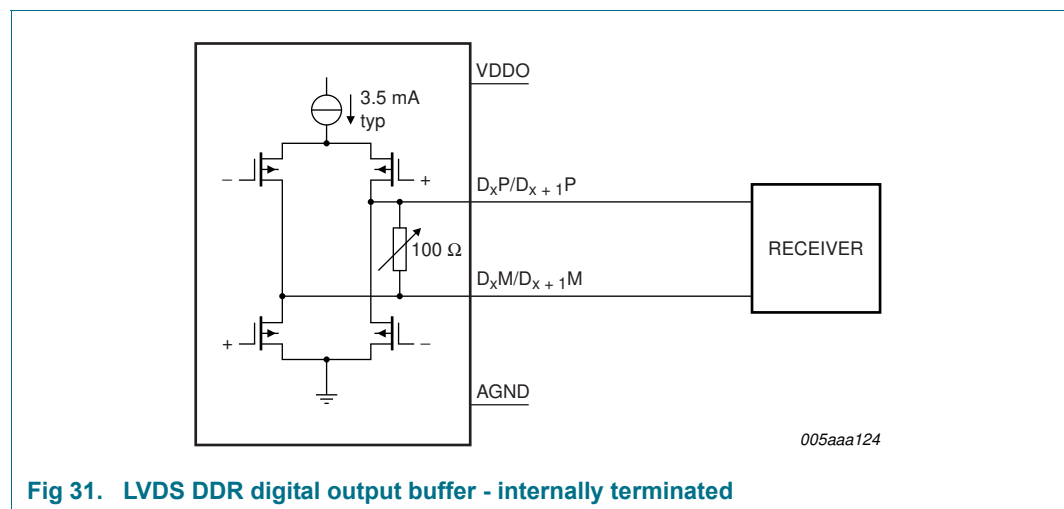 VDDO
3.5 mA
typ
−
+
DxP/Dx + 1P
100 Ω
RECEIVER
DxM/Dx + 1M
+
−
AGND
005aaa124
Fig 31. LVDS DDR digital output buffer - internally terminated